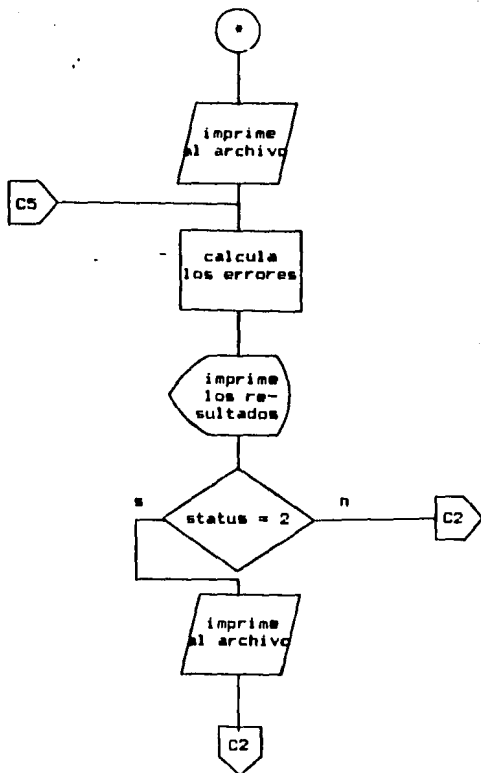 *
imprime
al archivo
C5
calcula
los errores
imprime
los re-
sultados
s
status = 2
n
C2
imprime
al archivo
C2